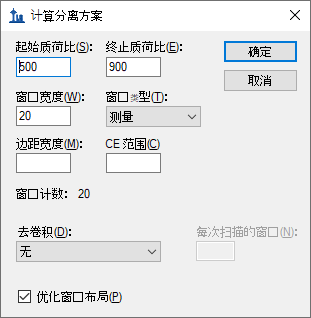 计算分离方案
起始质荷比(S): 终止质荷比(E):
500 900
确定
取消
窗口宽度(W): 窗口类型(T):
20 测量
边距宽度(M): CE 范围(C)
窗口计数: 20
去卷积(D): 每次扫描的窗口(N):
无
优化窗口布局(P)